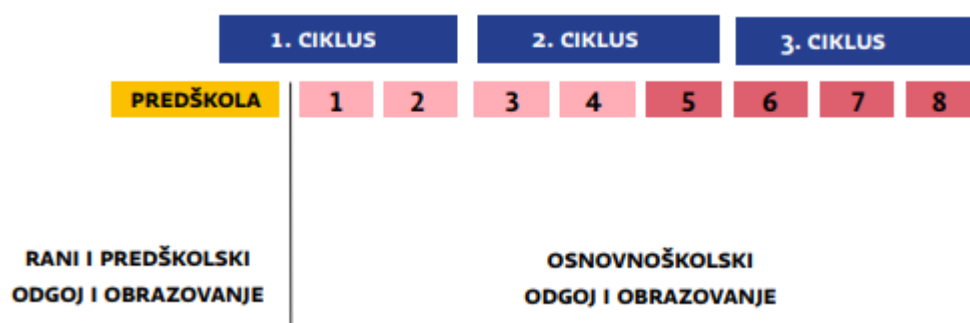 1. CIKLUS 2. CIKLUS 3. CIKLUS
PREDŠKOLA 1 2 3 4 5 6 7 8
RANI I PREDŠKOLSKI
ODGOJ I OBRAZOVANJE
OSNOVNOŠKOLSKI
ODGOJ I OBRAZOVANJE